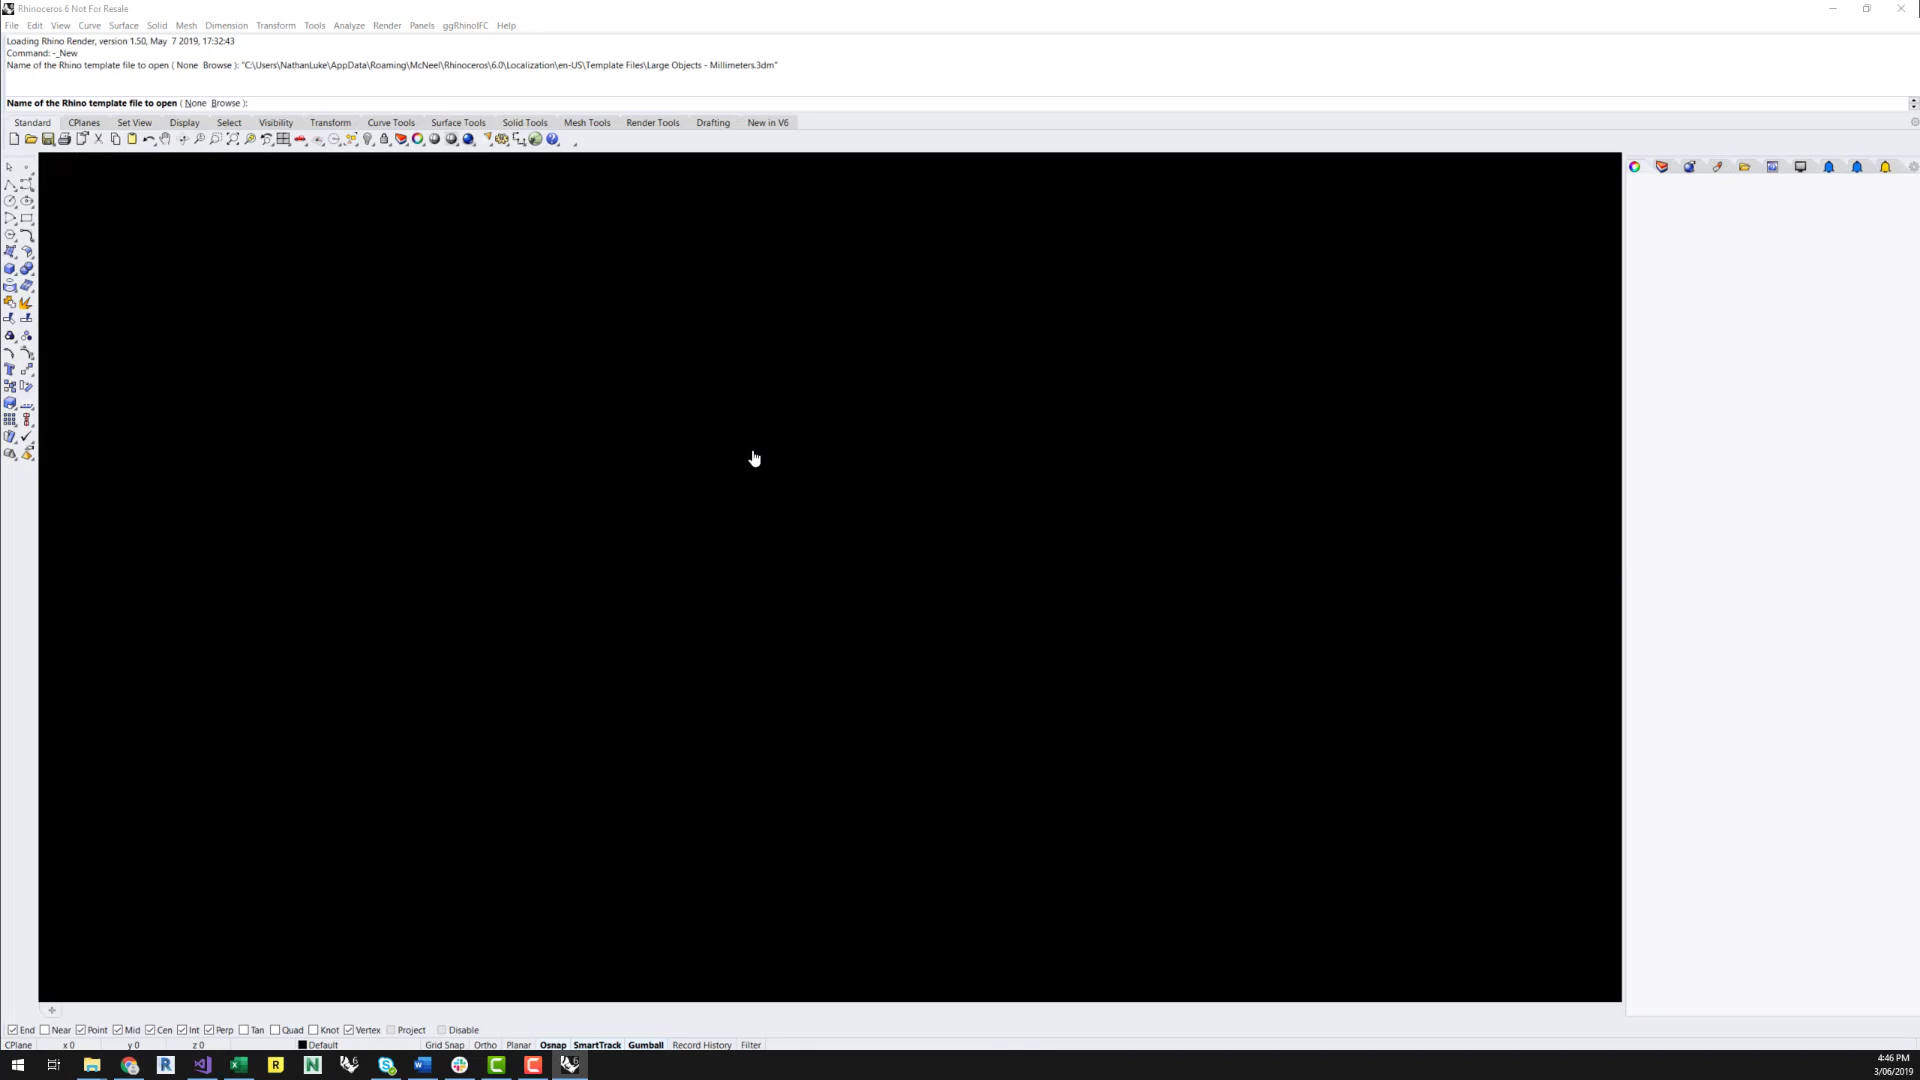 Rhinoceros 6 Not For Resale
File Edit View Curve Surface Solid Mesh Dimension Transform Tools Analyze Render Panels ggRhinoIFC Help
Loading Rhino Render, version 1.50, May 7 2019, 17:32:43
Command: -_New
Name of the Rhino template file to open ( None Browse ): "C:\Users\NathanLuke\AppData\Roaming\McNeel\Rhinoceros\6.0\Localization\en-US\Template Files\Large Objects - Millimeters.3dm"
Name of the Rhino template file to open ( None Browse ):
Standard CPlanes Set View Display Select Visibility Transform Curve Tools Surface Tools Solid Tools Mesh Tools Render Tools Drafting New in V6
End Near Point Mid Cen Int Perp Tan Quad Knot Vertex Project Disable
CPlane x 0 y 0 z 0 Default Grid Snap Ortho Planar Osnap SmartTrack Gumball Record History Filter
4:46 PM
3/06/2019